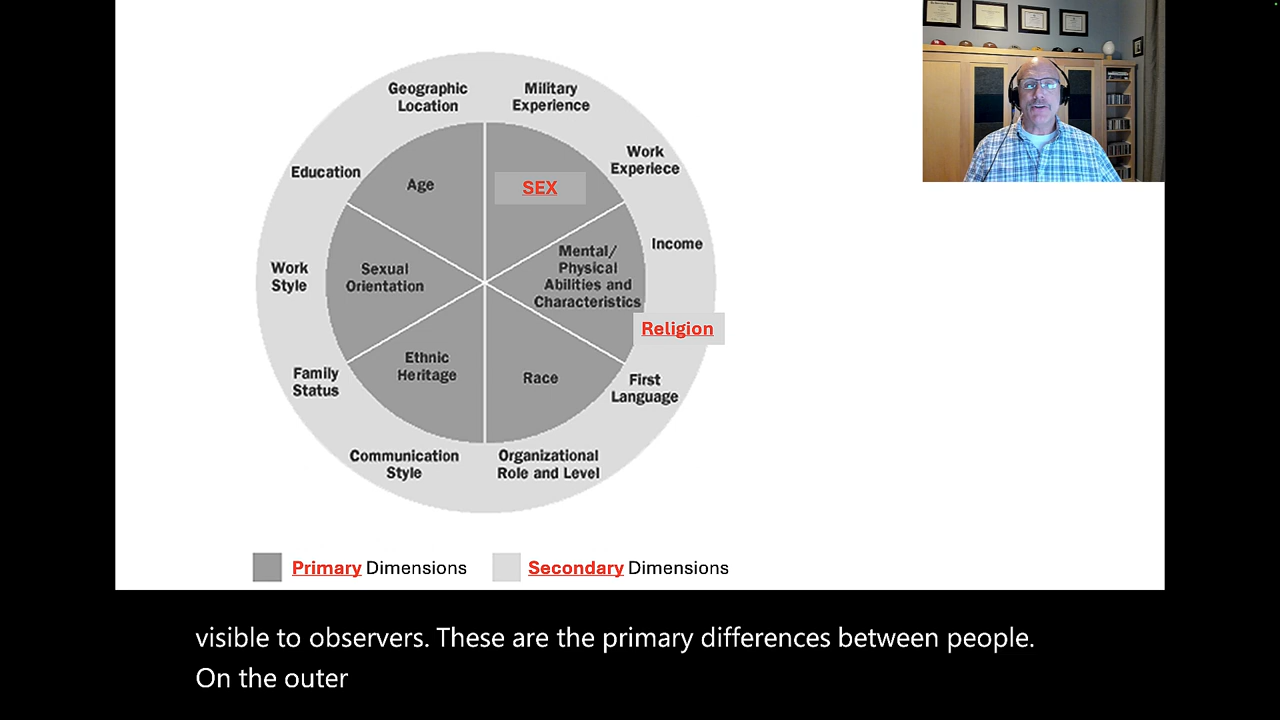 Geographic
Location
Military
Experience
Education
Work
Experiece
Age
SEX
Income
Work
Style
Sexual
Orientation
Mental/
Physical
Abilities and
Characteristics
Religion
Family
Status
Ethnic
Heritage
Race
First
Language
Communication
Style
Organizational
Role and Level
Primary Dimensions
Secondary Dimensions
visible to observers. These are the primary differences between people.
On the outer